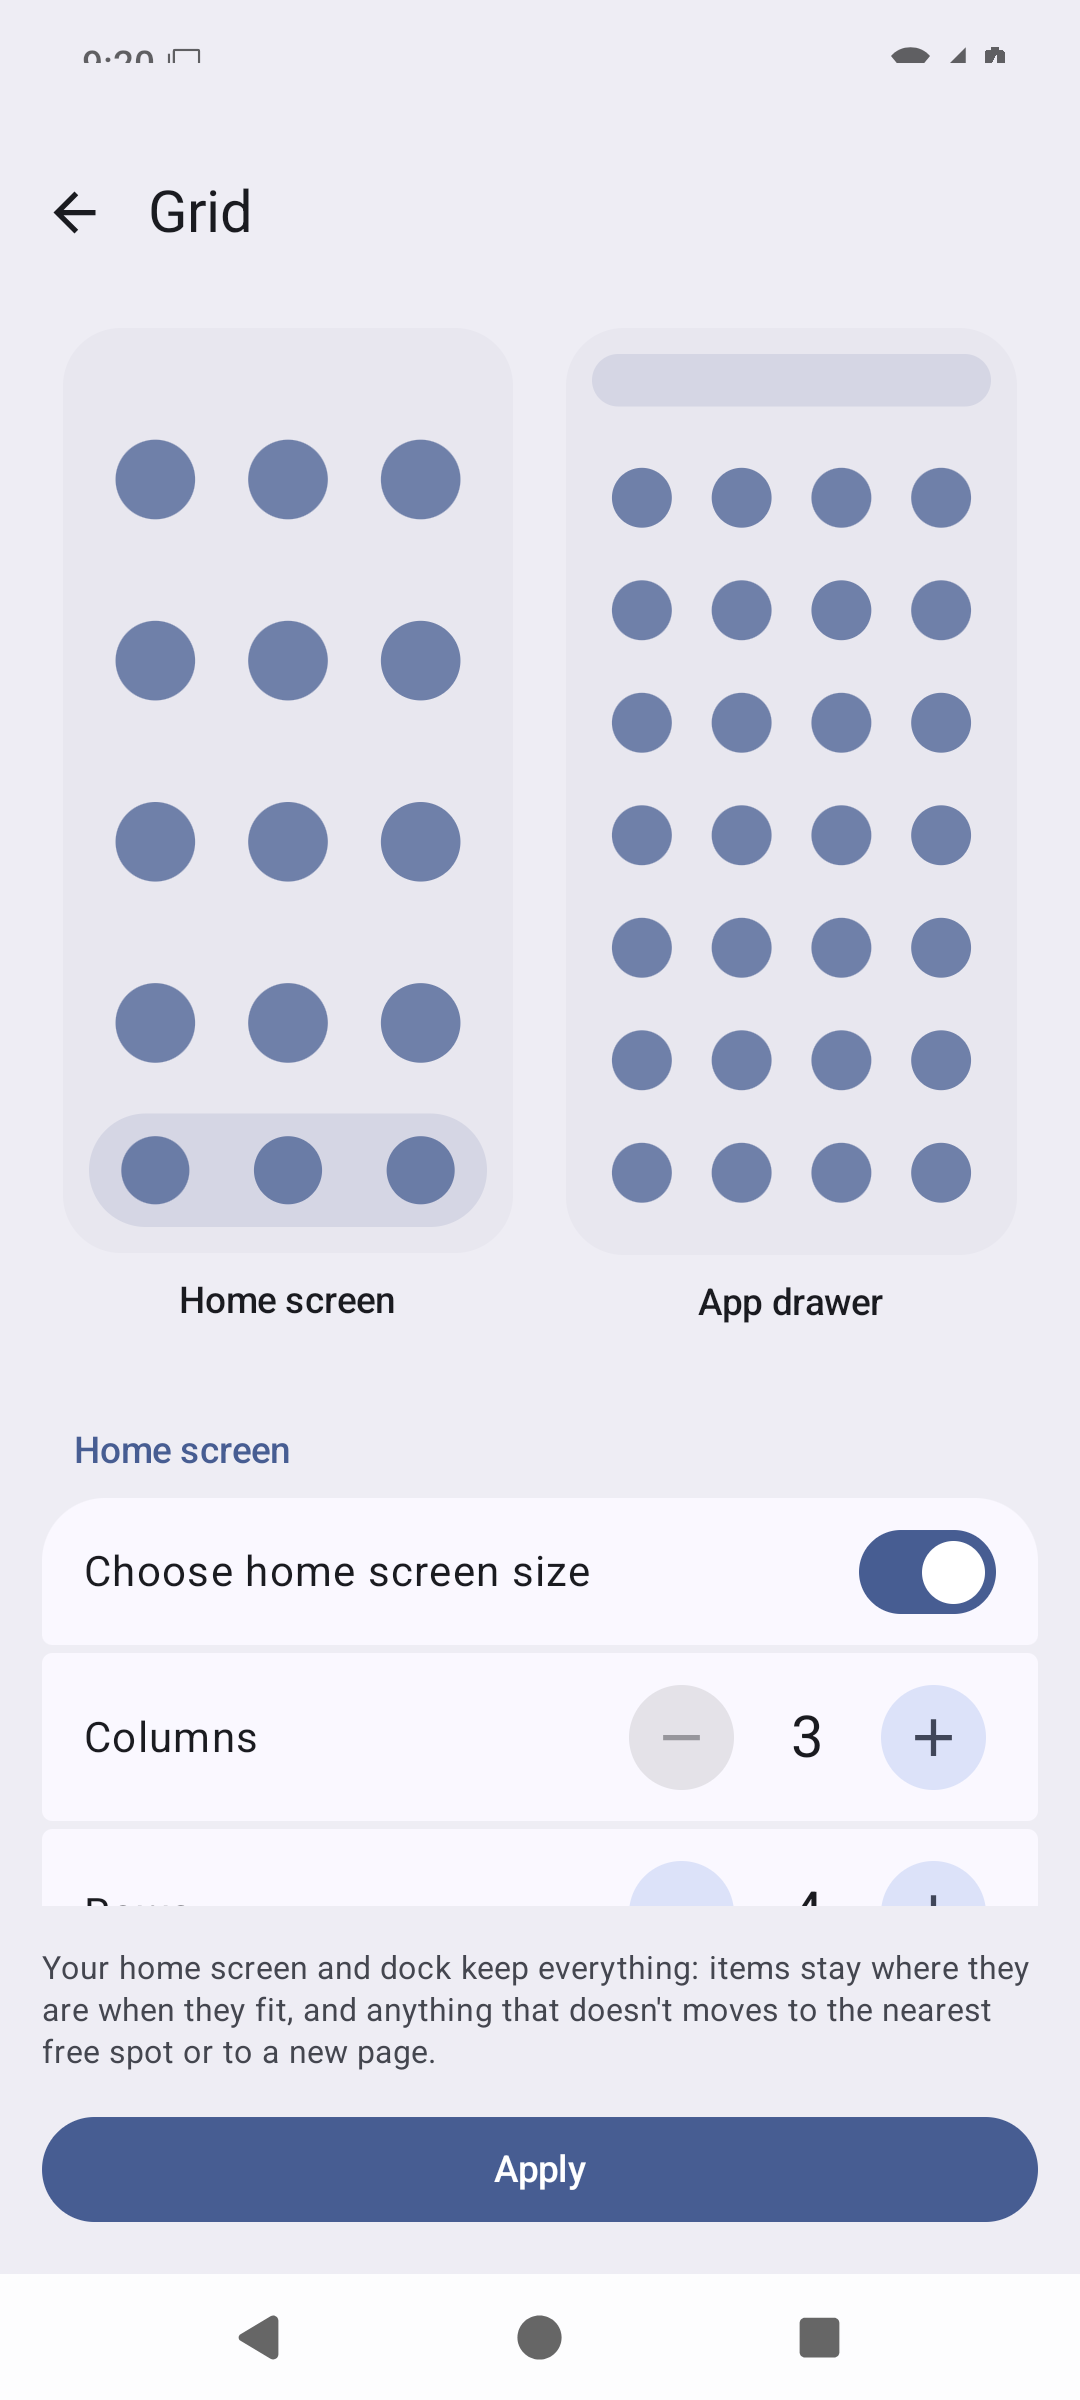 Grid
Home screen
App drawer
Home screen
Choose home screen size
Columns
3
Your home screen and dock keep everything: items stay where they
are when they fit, and anything that doesn't moves to the nearest
free spot or to a new page.
Apply